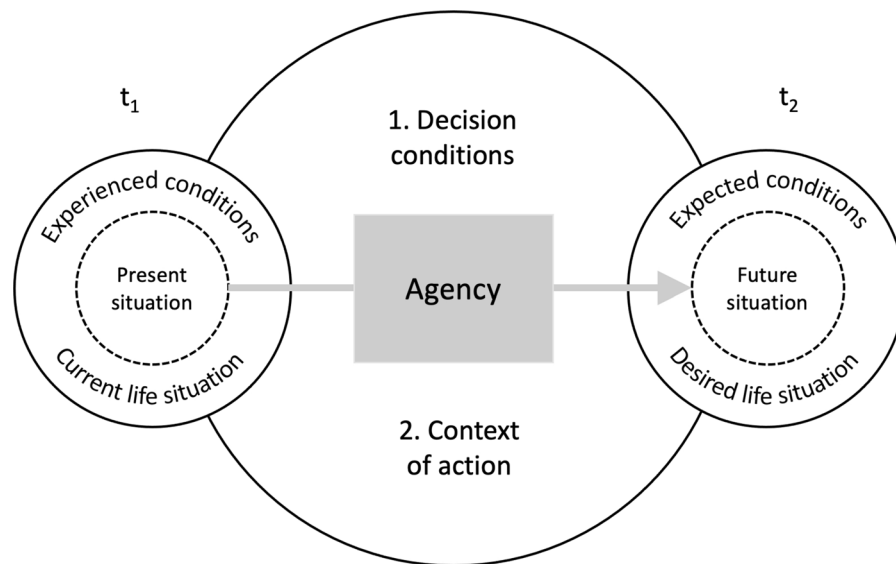 t₁
t₂
1. Decision
conditions
Experienced conditions
Expected conditions
Present
situation
Agency
Future
situation
Current life situation
Desired life situation
2. Context
of action